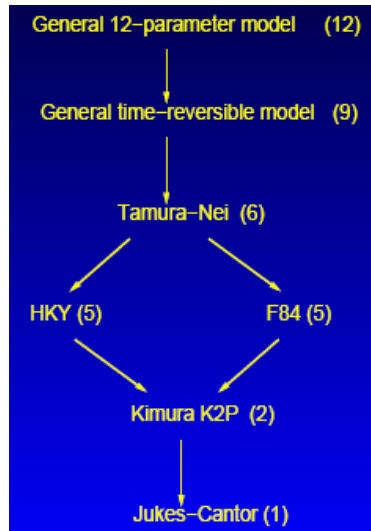 General 12−parameter model (12)
General time−reversible model (9)
Tamura−Nei (6)
HKY (5) F84 (5)
Kimura K2P (2)
Jukes−Cantor (1)